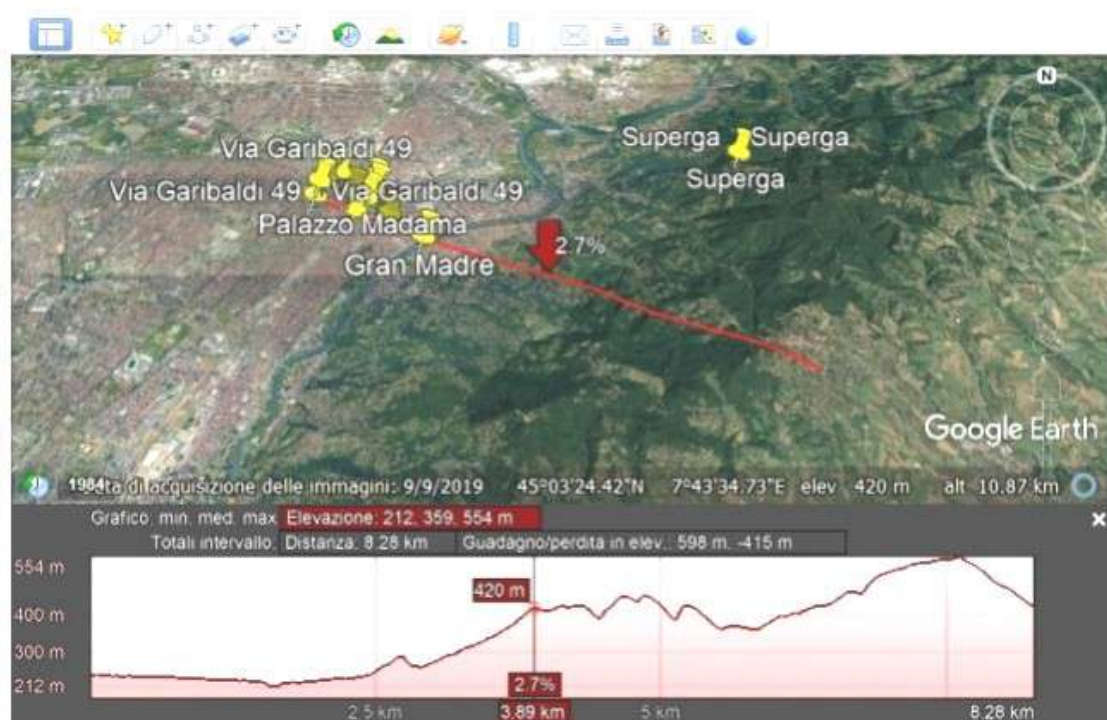 N
Via Garibaldi 49
Superga Superga
Via Garibaldi 49 Via Garibaldi 49
Superga
Palazzo Madama
2.7%
Gran Madre
Google Earth
1984 data di acquisizione delle immagini: 9/9/2019 45°03'24.42"N 7°43'34.73"E elev 420 m alt 10.87 km
Grafico: min. med. max Elevazione: 212, 359, 554 m
Totali intervallo: Distanza: 8.28 km Guadagno/perdita in elev.: 598 m, -415 m
554 m
420 m
400 m
300 m
212 m
2.7%
2.5 km 3.89 km 5 km 8.28 km